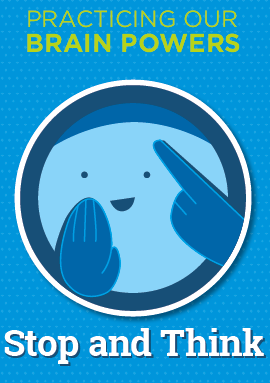 PRACTICING OUR
BRAIN POWERS
Stop and Think